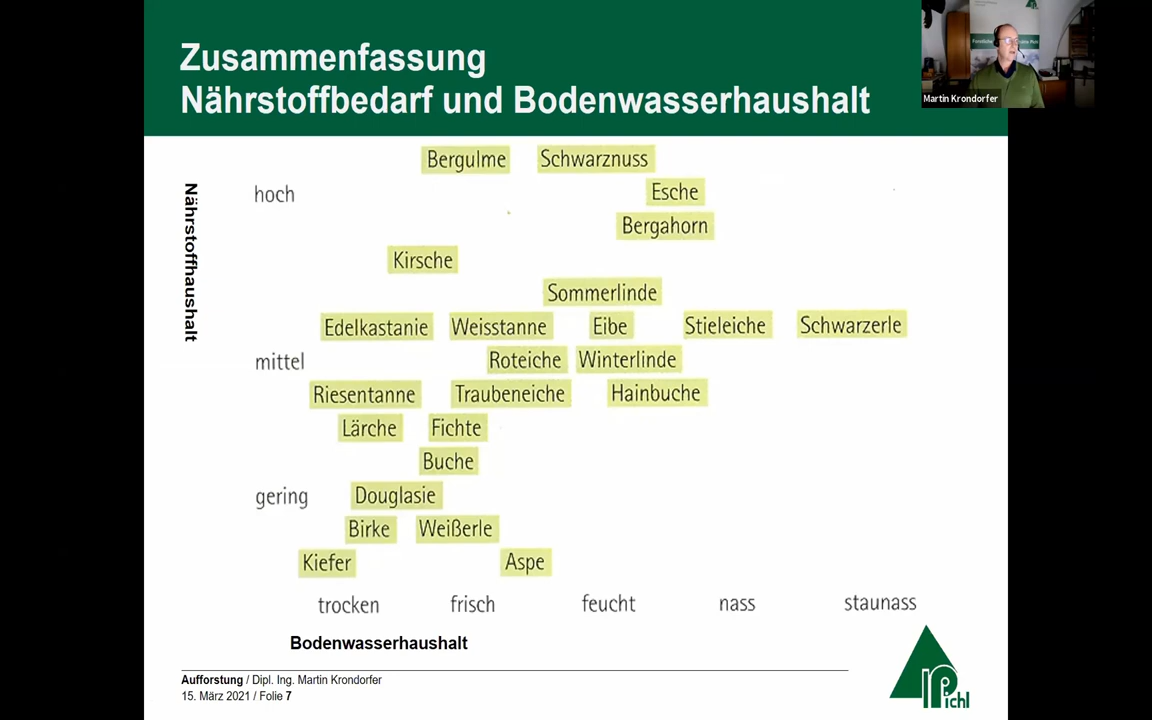 Zusammenfassung
Nährstoffbedarf und Bodenwasserhaushalt
Martin Krondorfer
Nährstoffhaushalt
Bergulme Schwarznuss
hoch Esche
Bergahorn
Kirsche
Sommerlinde
Edelkastanie Weisstanne Eibe Stieleiche Schwarzerle
mittel Roteiche Winterlinde
Riesentanne Traubeneiche Hainbuche
Lärche Fichte
Buche
gering Douglasie
Birke Weißerle
Kiefer Aspe
trocken frisch feucht nass staunass
Bodenwasserhaushalt
Aufforstung / Dipl. Ing. Martin Krondorfer
15. März 2021 / Folie 7
Pichl